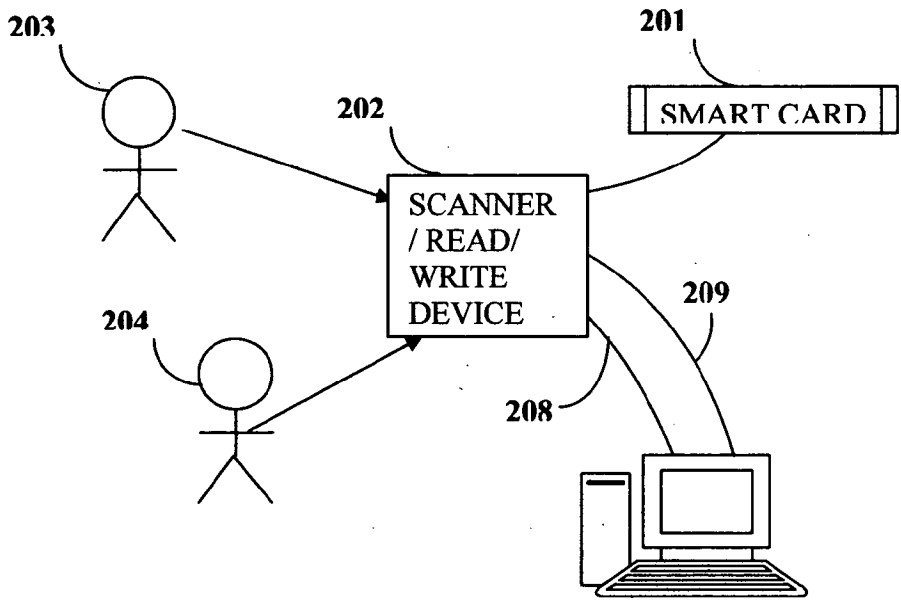 203
201
SMART CARD
202
SCANNER
/ READ/
WRITE
DEVICE
209
204
208